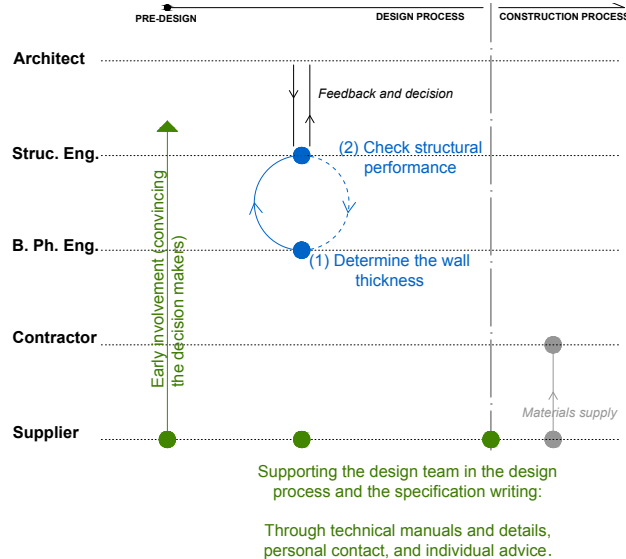 PRE-DESIGN
DESIGN PROCESS
CONSTRUCTION PROCESS
Architect
Feedback and decision
Struc. Eng.
(2) Check structural
performance
B. Ph. Eng.
(1) Determine the wall
thickness
Early involvement (convincing
the decision makers)
Contractor
Materials supply
Supplier
Supporting the design team in the design
process and the specification writing:
Through technical manuals and details,
personal contact, and individual advice.